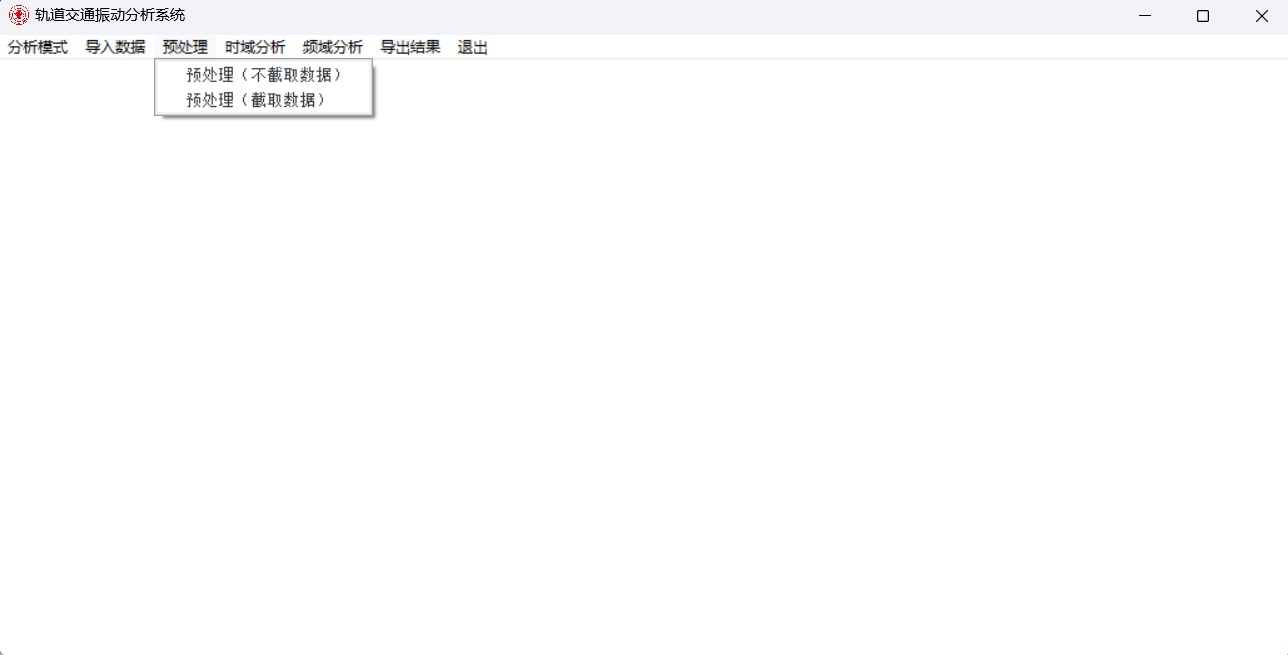 轨道交通振动分析系统
分析模式 导入数据 预处理 时域分析 频域分析 导出结果 退出
预处理（不截取数据）
预处理（截取数据）